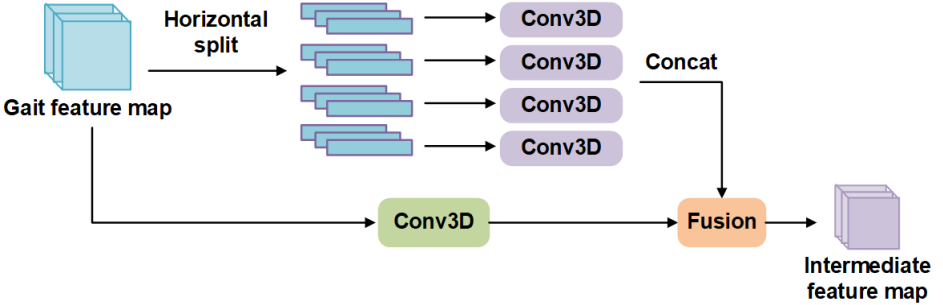 Horizontal
split
Conv3D
Conv3D
Conv3D
Conv3D
Concat
Gait feature map
Conv3D
Fusion
Intermediate
feature map